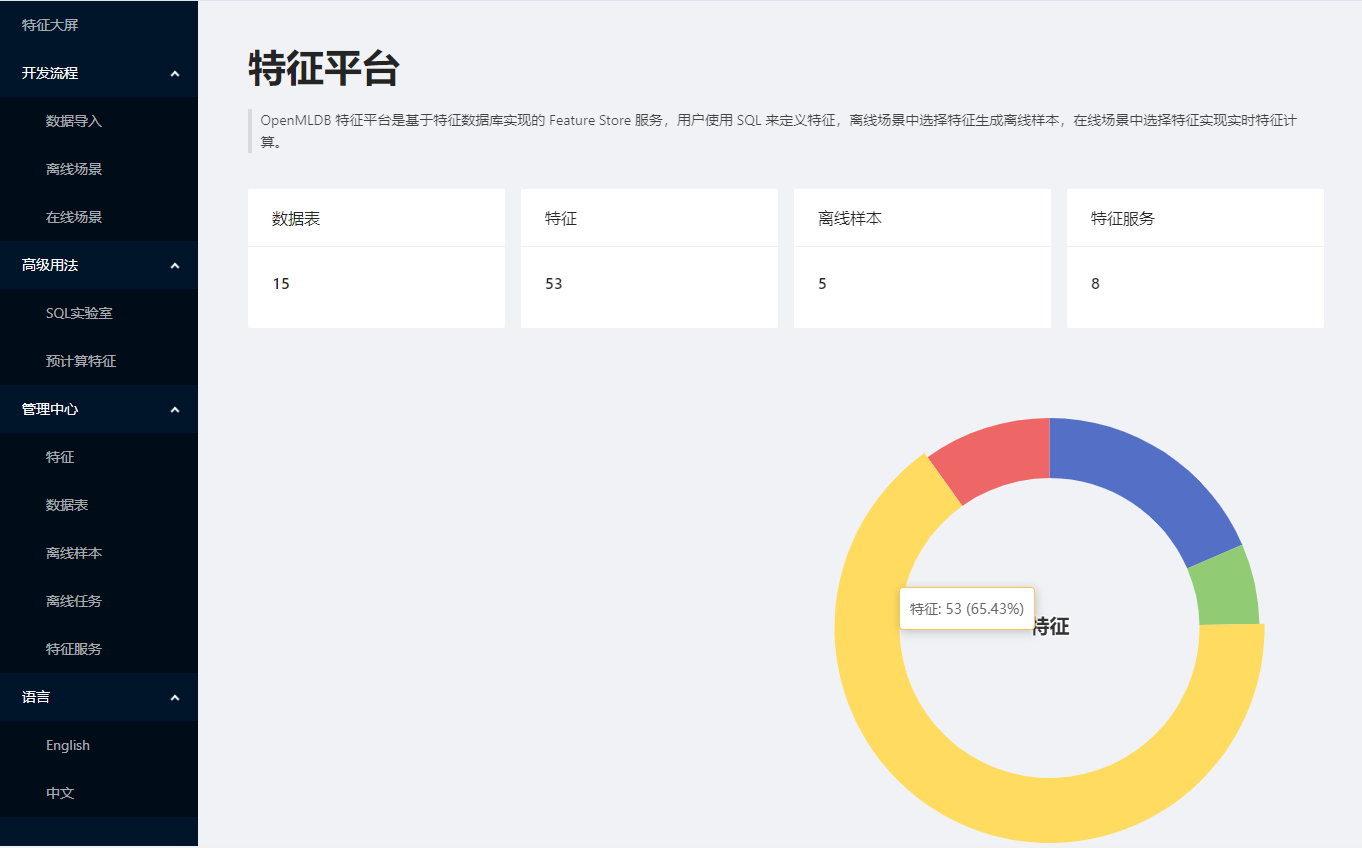 特征大屏
开发流程
数据导入
离线场景
在线场景
高级用法
SQL实验室
预计算特征
管理中心
特征
数据表
离线样本
离线任务
特征服务
语言
English
中文
特征平台
OpenMLDB 特征平台是基于特征数据库实现的 Feature Store 服务，用户使用 SQL 来定义特征，离线场景中选择特征生成离线样本，在线场景中选择特征实现实时特征计
算。
数据表
15
特征
53
离线样本
5
特征服务
8
特征: 53 (65.43%)
特征